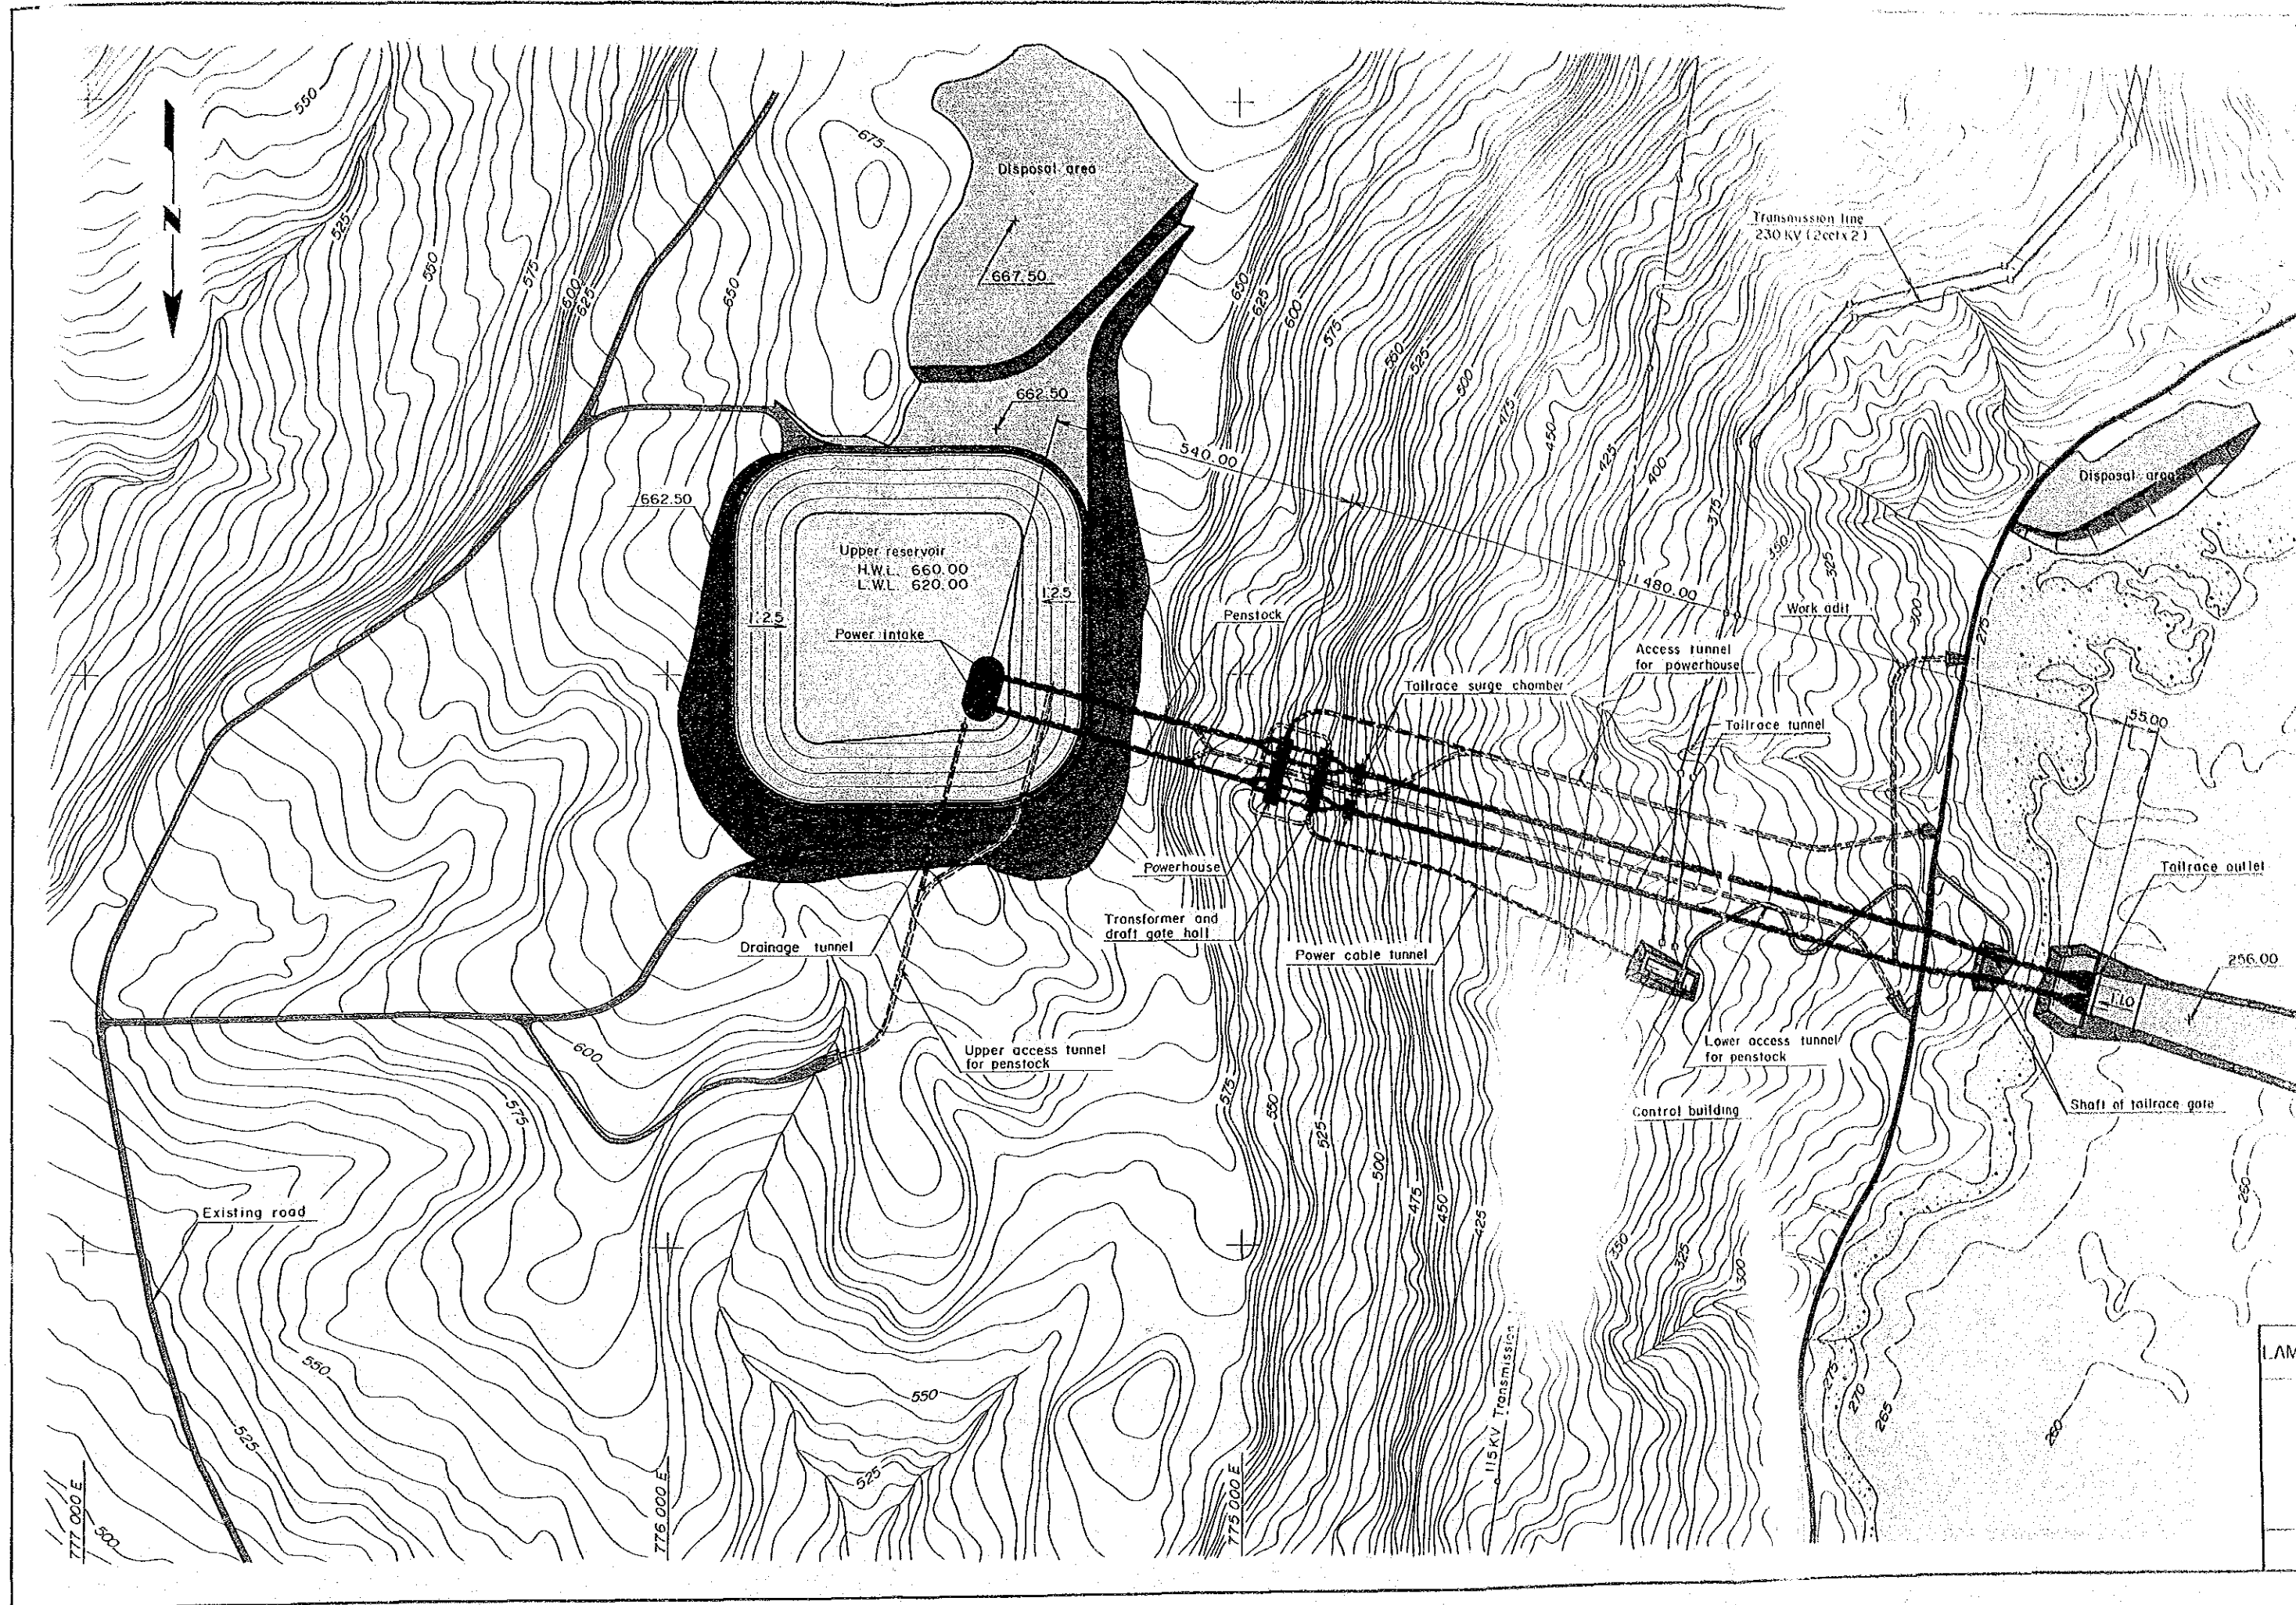 550
525
550
575
600
625
650
675
Disposal area
667.50
662.50
N
650
625
600
575
550
525
500
475
450
425
400
375
350
325
300
275
Transmission line
230 KV (2cct x 2)
Disposal area
540.00
1480.00
55.00
662.50
Upper reservoir
H.W.L. 660.00
L.W.L. 620.00
1:2.5
1:2.5
Power intake
Penstock
Work adit
Access tunnel
for powerhouse
Tailrace surge chamber
Tailrace tunnel
Powerhouse
Transformer and
draft gate hall
Drainage tunnel
Power cable tunnel
Tailrace outlet
256.00
1:10
Upper access tunnel
for penstock
Lower access tunnel
for penstock
Control building
Shaft of tailrace gate
Existing road
600
575
550
525
500
550
525
575
550
525
500
475
450
425
350
325
300
275
270
265
260
260
115KV Transmission
777 000 E
776 000 E
775 000 E
LAM